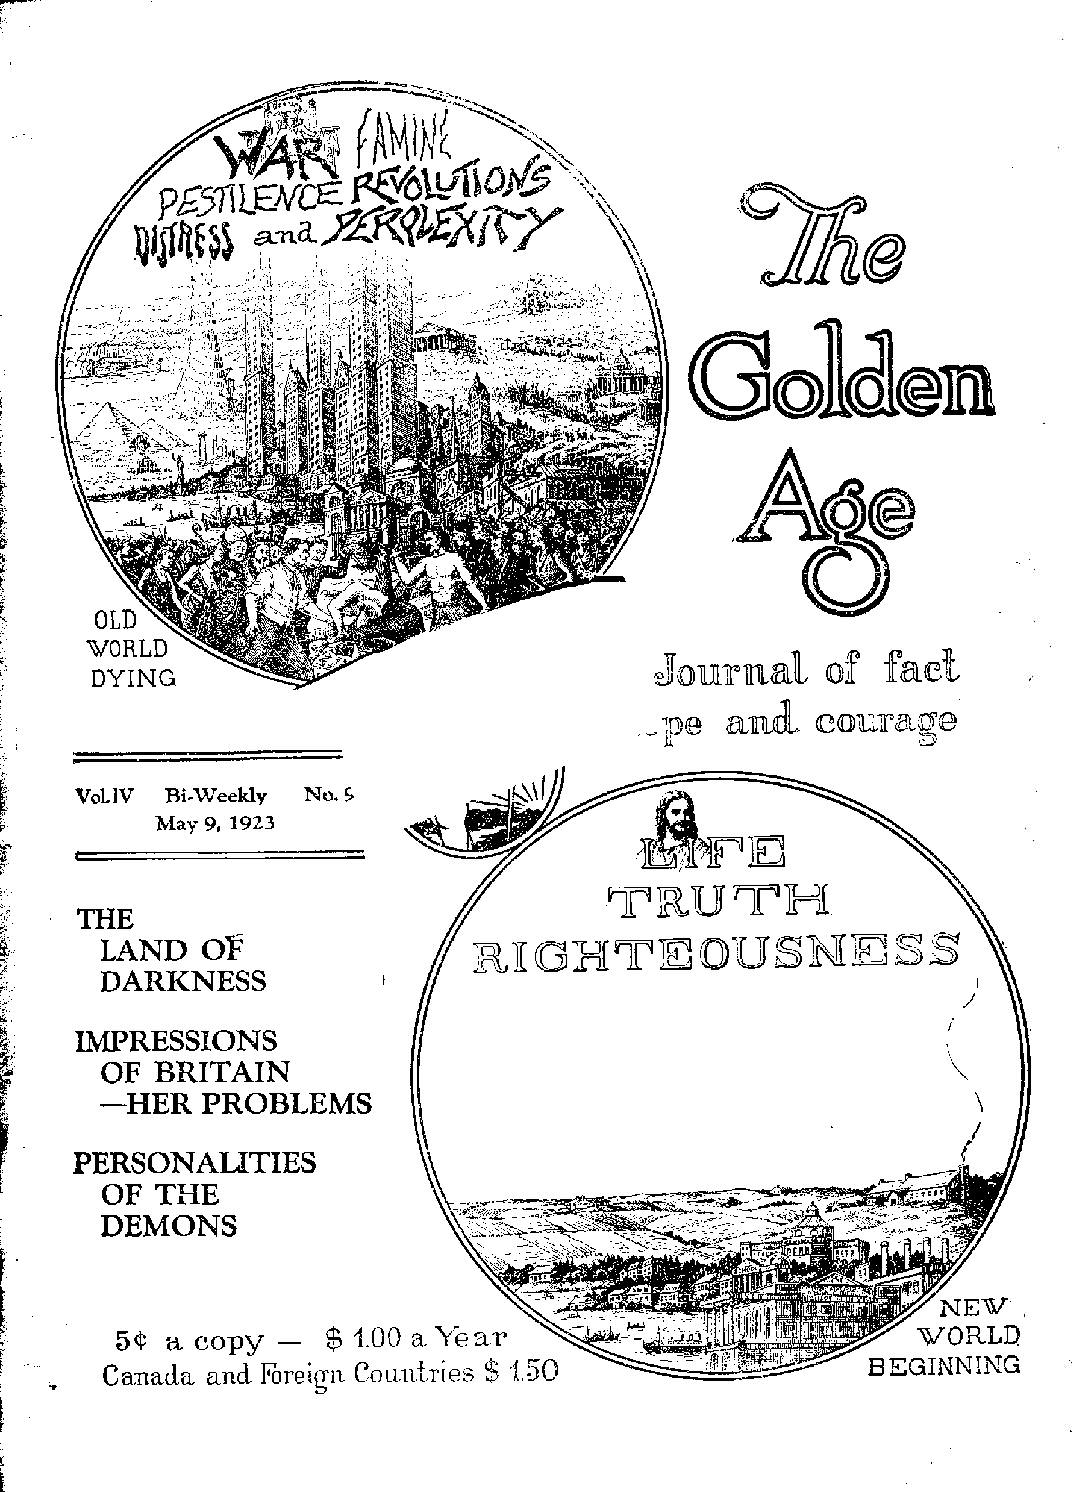 WAR FAMINE
PESTILENCE REVOLUTIONS
DISTRESS and PERPLEXITY
The
Golden
Age
OLD
WORLD
DYING
Journal of fact
pe and courage
Vol.IV Bi-Weekly No. 5
May 9, 1923
LIFE
TRUTH
RIGHTEOUSNESS
THE
LAND OF
DARKNESS
IMPRESSIONS
OF BRITAIN
—HER PROBLEMS
PERSONALITIES
OF THE
DEMONS
5¢ a copy — $ 1.00 a Year
Canada and Foreign Countries $ 1.50
NEW
WORLD
BEGINNING